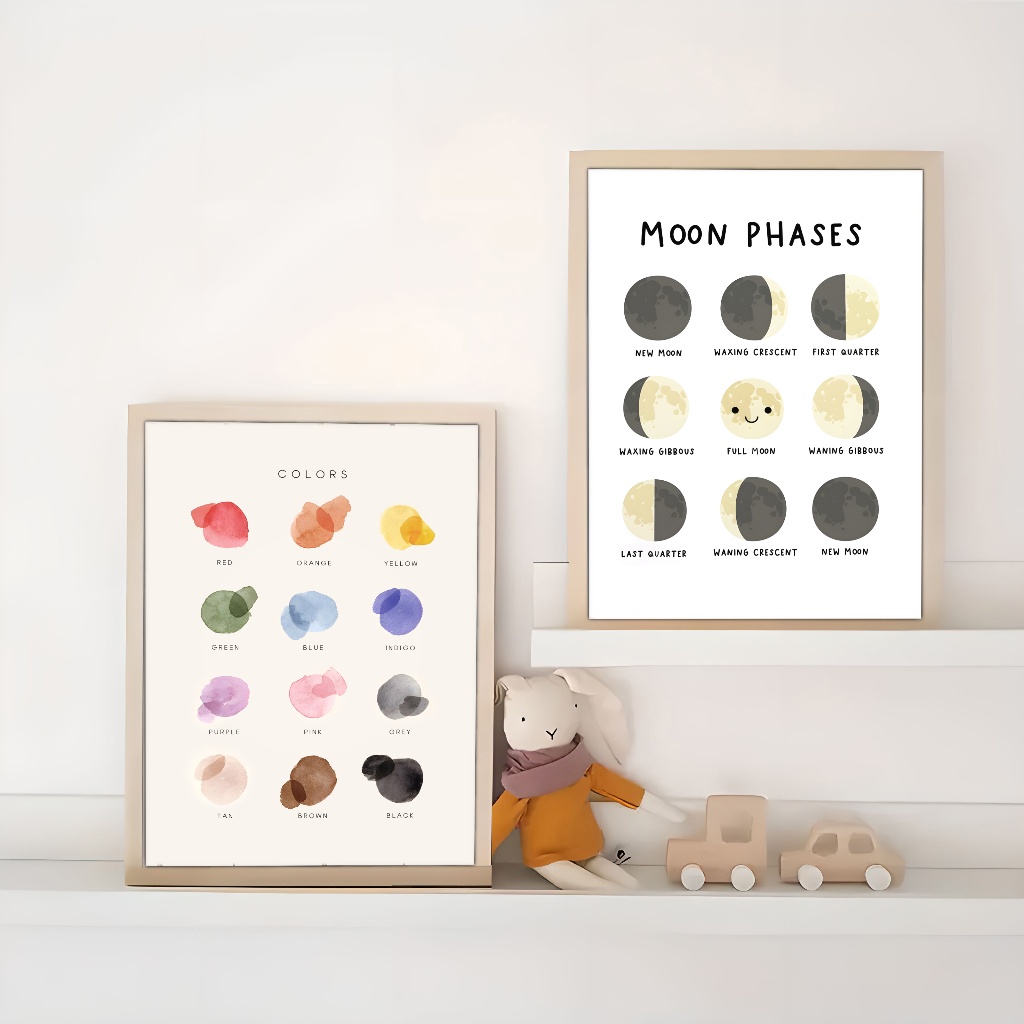 MOON PHASES
NEW MOON WAXING CRESCENT FIRST QUARTER
WAXING GIBBOUS FULL MOON WANING GIBBOUS
LAST QUARTER WANING CRESCENT NEW MOON
COLORS
RED ORANGE YELLOW
GREEN BLUE INDIGO
PURPLE PINK GREY
TAN BROWN BLACK